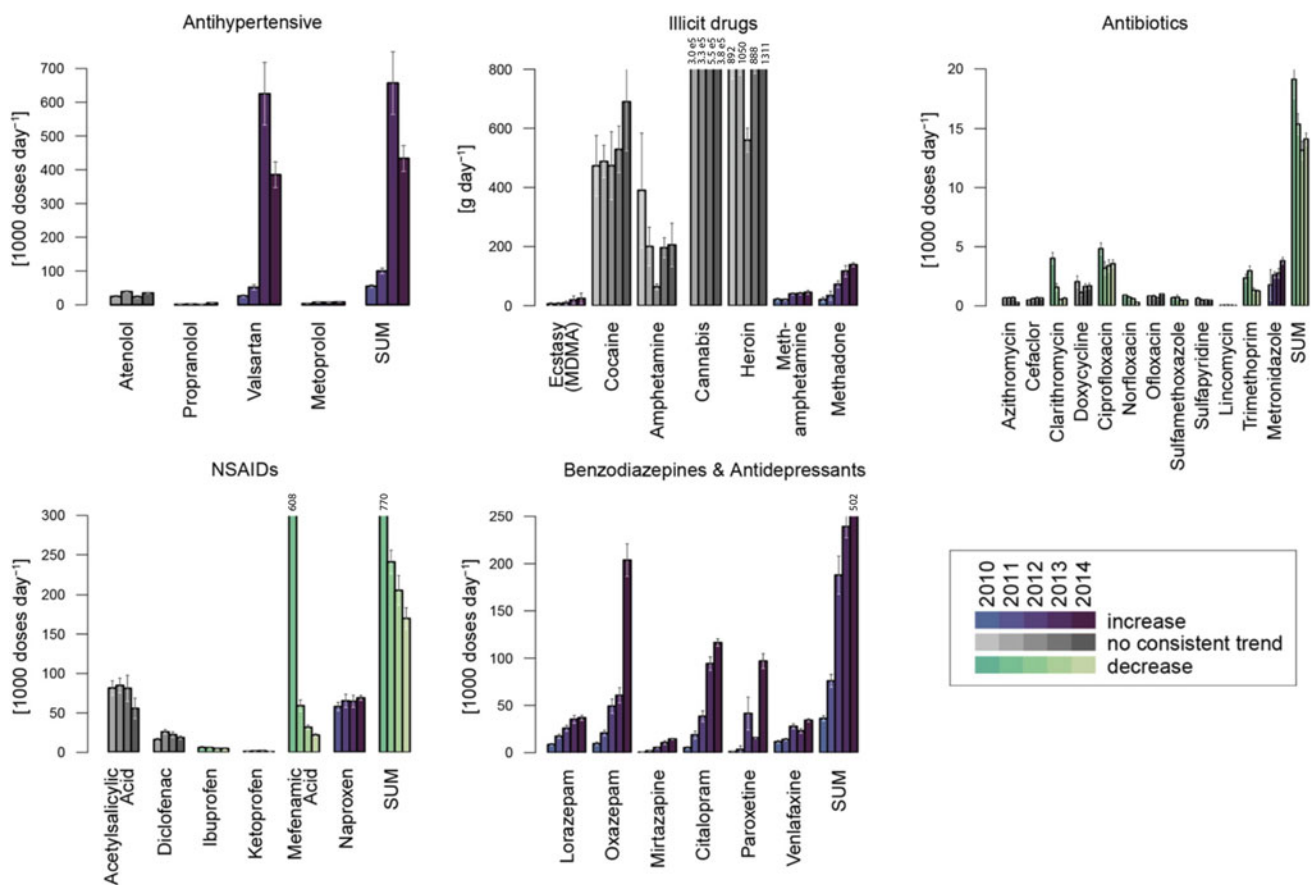 Antihypertensive
[1000 doses day⁻¹]
700
600
500
400
300
200
100
0
Atenolol
Propranolol
Valsartan
Metoprolol
SUM
Illicit drugs
[g day⁻¹]
800
600
400
200
0
3.0 e5
3.3 e5
5.5 e5
3.8 e5
892
1050
888
1311
Ecstasy
(MDMA)
Cocaine
Amphetamine
Cannabis
Heroin
Meth-
amphetamine
Methadone
Antibiotics
[1000 doses day⁻¹]
20
15
10
5
0
Azithromycin
Cefaclor
Clarithromycin
Doxycycline
Ciprofloxacin
Norfloxacin
Ofloxacin
Sulfamethoxazole
Sulfapyridine
Lincomycin
Trimethoprim
Metronidazole
SUM
NSAIDs
[1000 doses day⁻¹]
300
250
200
150
100
50
0
608
770
Acetylsalicylic
Acid
Diclofenac
Ibuprofen
Ketoprofen
Mefenamic
Acid
Naproxen
SUM
Benzodiazepines & Antidepressants
[1000 doses day⁻¹]
250
200
150
100
50
0
502
Lorazepam
Oxazepam
Mirtazapine
Citalopram
Paroxetine
Venlafaxine
SUM
2010
2011
2012
2013
2014
increase
no consistent trend
decrease